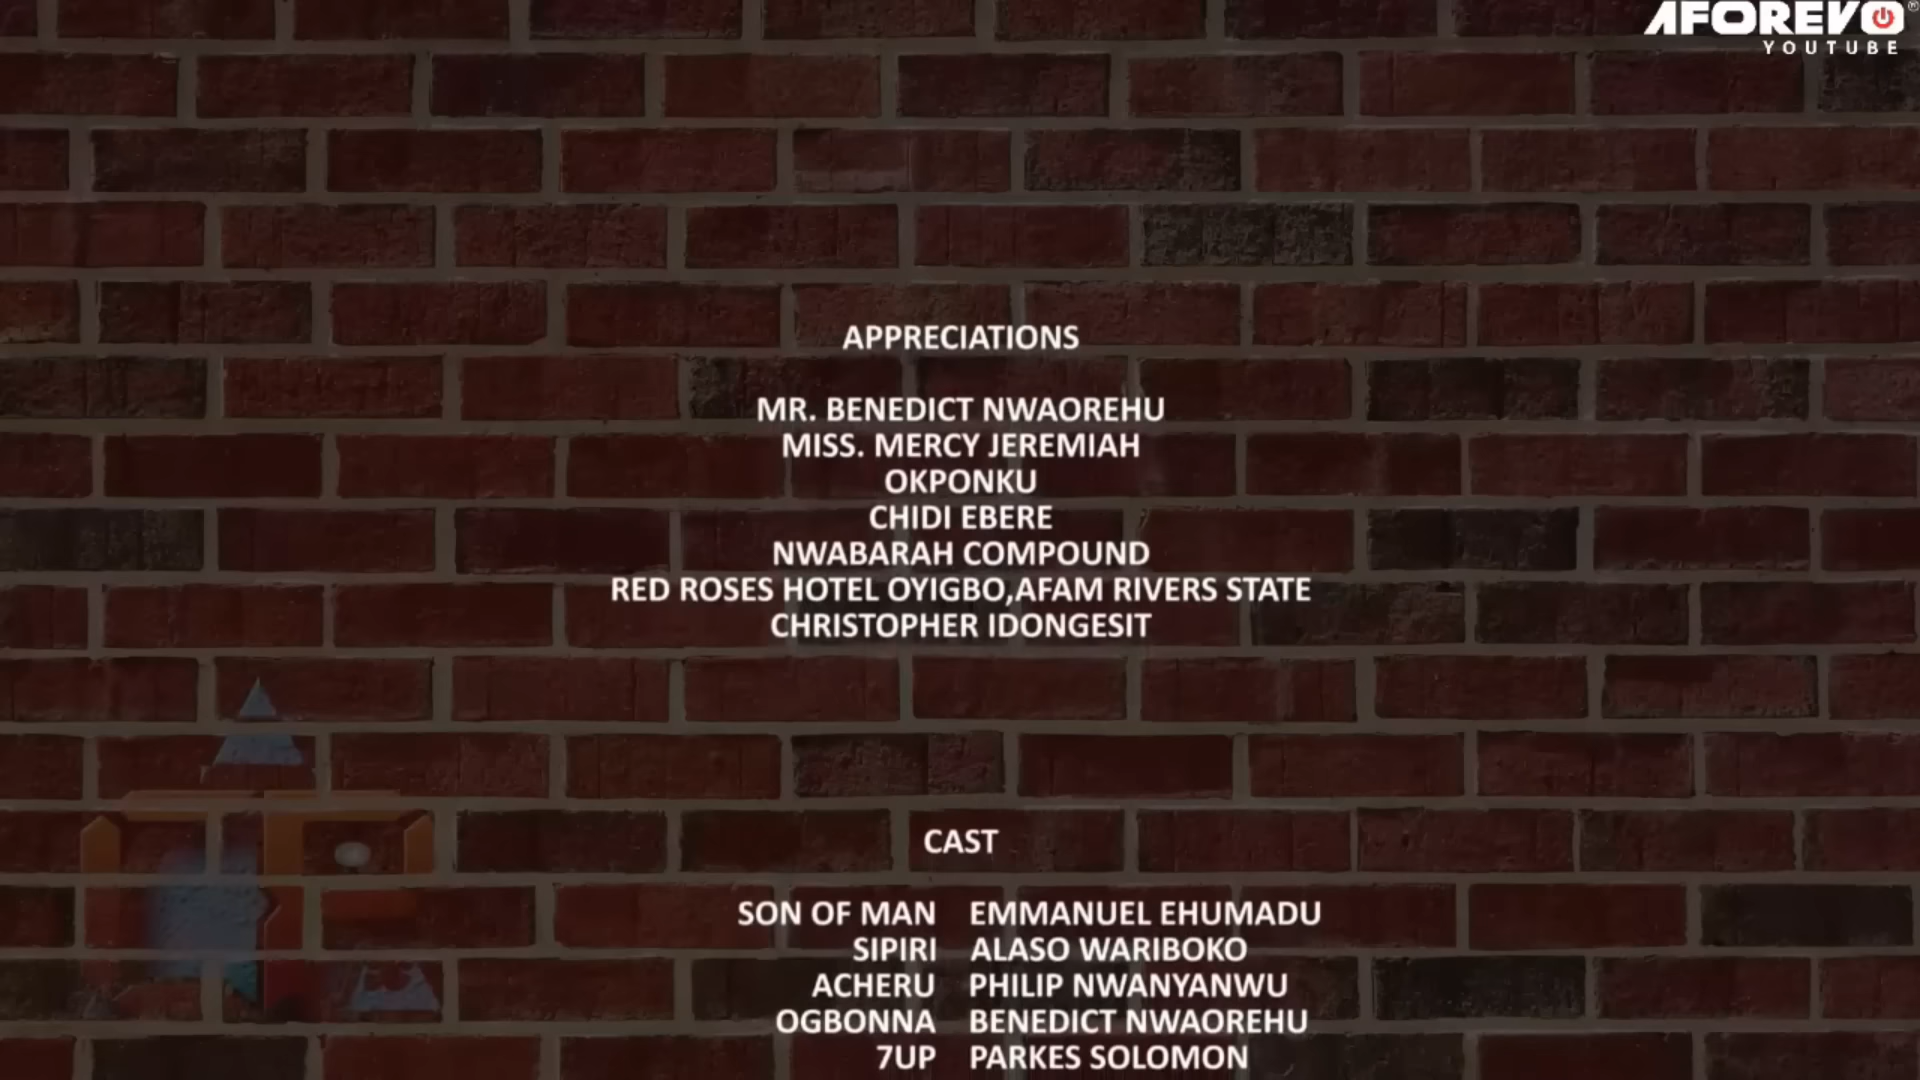 AFOREVO
YOUTUBE
APPRECIATIONS
MR. BENEDICT NWAOREHU
MISS. MERCY JEREMIAH
OKPONKU
CHIDI EBERE
NWABARAH COMPOUND
RED ROSES HOTEL OYIGBO,AFAM RIVERS STATE
CHRISTOPHER IDONGESIT
CAST
SON OF MAN EMMANUEL EHUMADU
SIPIRI ALASO WARIBOKO
ACHERU PHILIP NWANYANWU
OGBONNA BENEDICT NWAOREHU
7UP PARKES SOLOMON